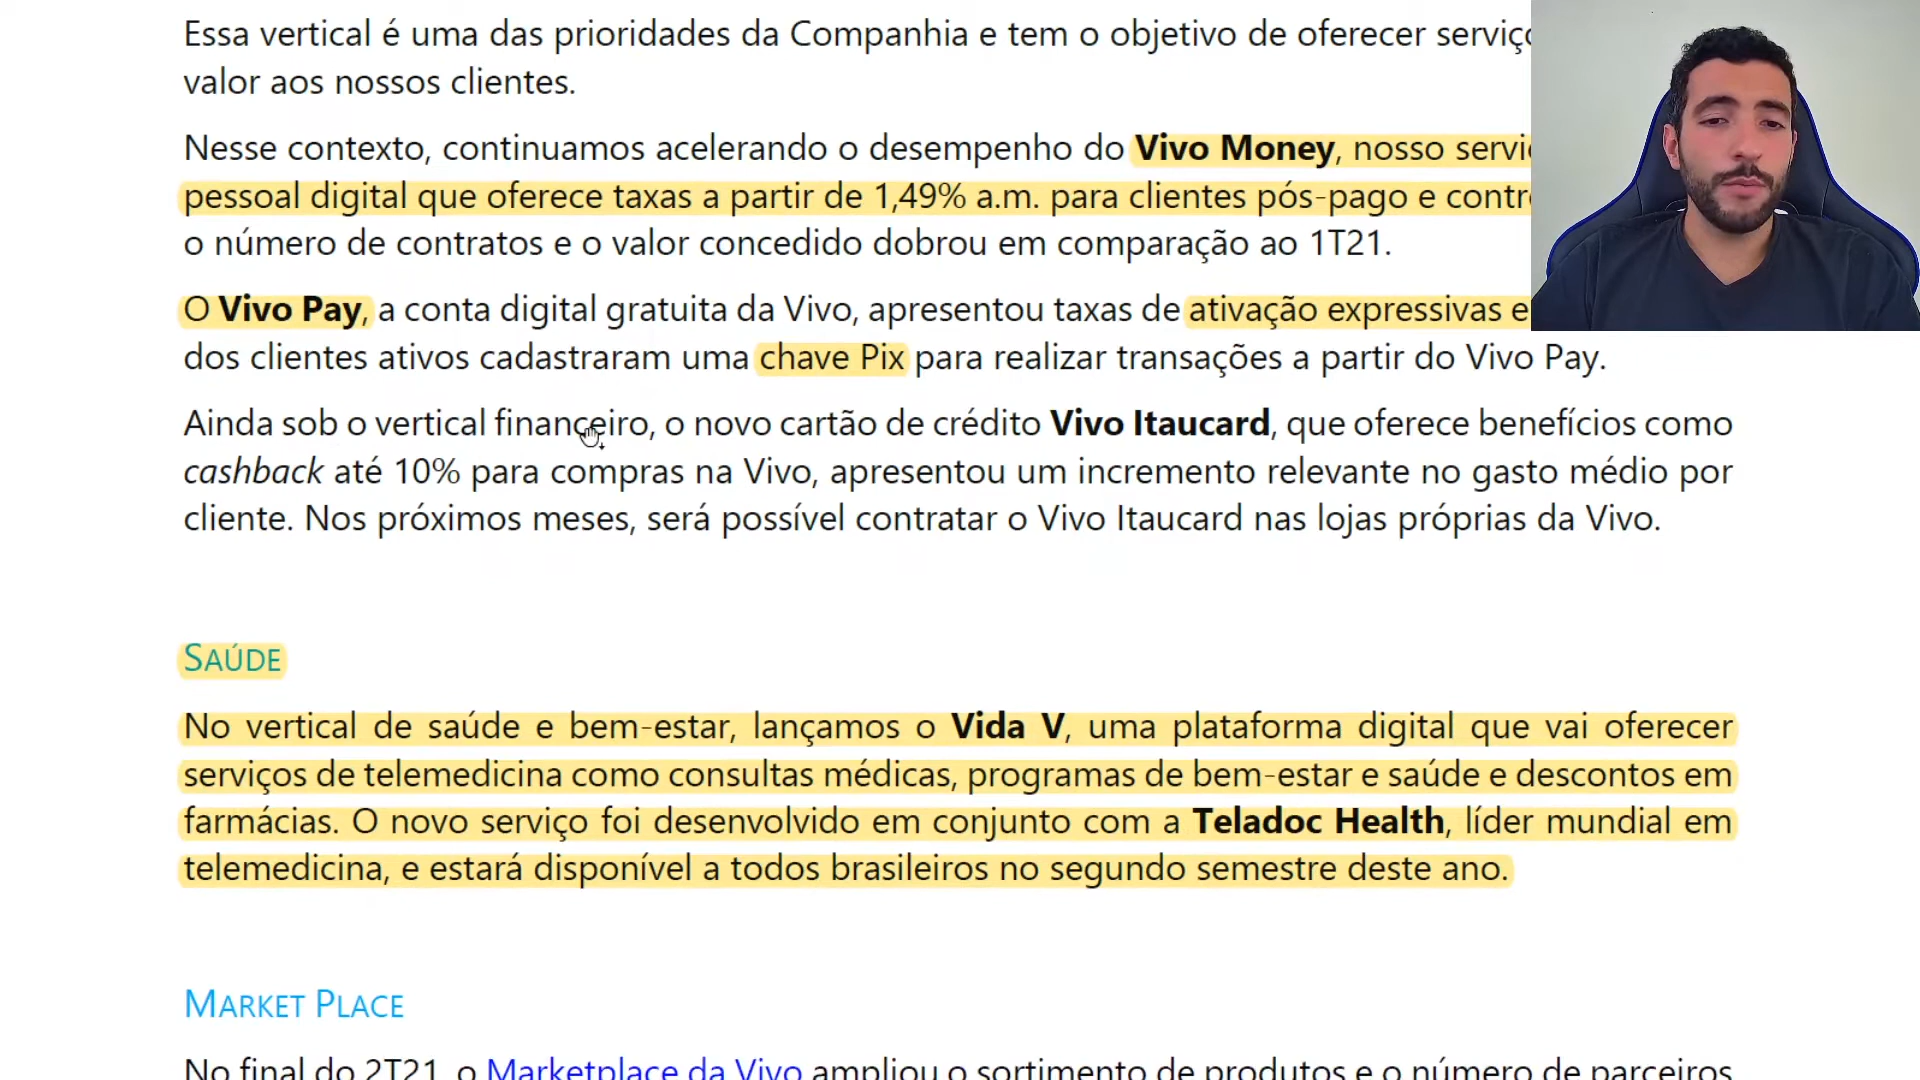 Essa vertical é uma das prioridades da Companhia e tem o objetivo de oferecer
valor aos nossos clientes.
Nesse contexto, continuamos acelerando o desempenho do Vivo Money, nosso
pessoal digital que oferece taxas a partir de 1,49% a.m. para clientes pós-pago e
o número de contratos e o valor concedido dobrou em comparação ao 1T21.
O Vivo Pay, a conta digital gratuita da Vivo, apresentou taxas de ativação expressivas e
dos clientes ativos cadastraram uma chave Pix para realizar transações a partir do Vivo Pay.
Ainda sob o vertical financeiro, o novo cartão de crédito Vivo Itaucard, que oferece benefícios como
cashback até 10% para compras na Vivo, apresentou um incremento relevante no gasto médio por
cliente. Nos próximos meses, será possível contratar o Vivo Itaucard nas lojas próprias da Vivo.
SAÚDE
No vertical de saúde e bem-estar, lançamos o Vida V, uma plataforma digital que vai oferecer
serviços de telemedicina como consultas médicas, programas de bem-estar e saúde e descontos em
farmácias. O novo serviço foi desenvolvido em conjunto com a Teladoc Health, líder mundial em
telemedicina, e estará disponível a todos brasileiros no segundo semestre deste ano.
MARKET PLACE
No final do 2T21, o Marketplace da Vivo ampliou o sortimento de produtos e o número de parceiros